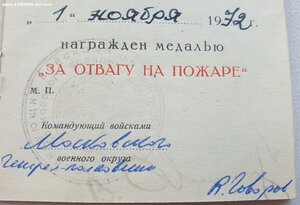 „1" ноября 1972 г.
награжден медалью
„ЗА ОТВАГУ НА ПОЖАРЕ"
М. П.
Командующий войсками
Московского
военного округа
генерал-полковник
В. Говоров